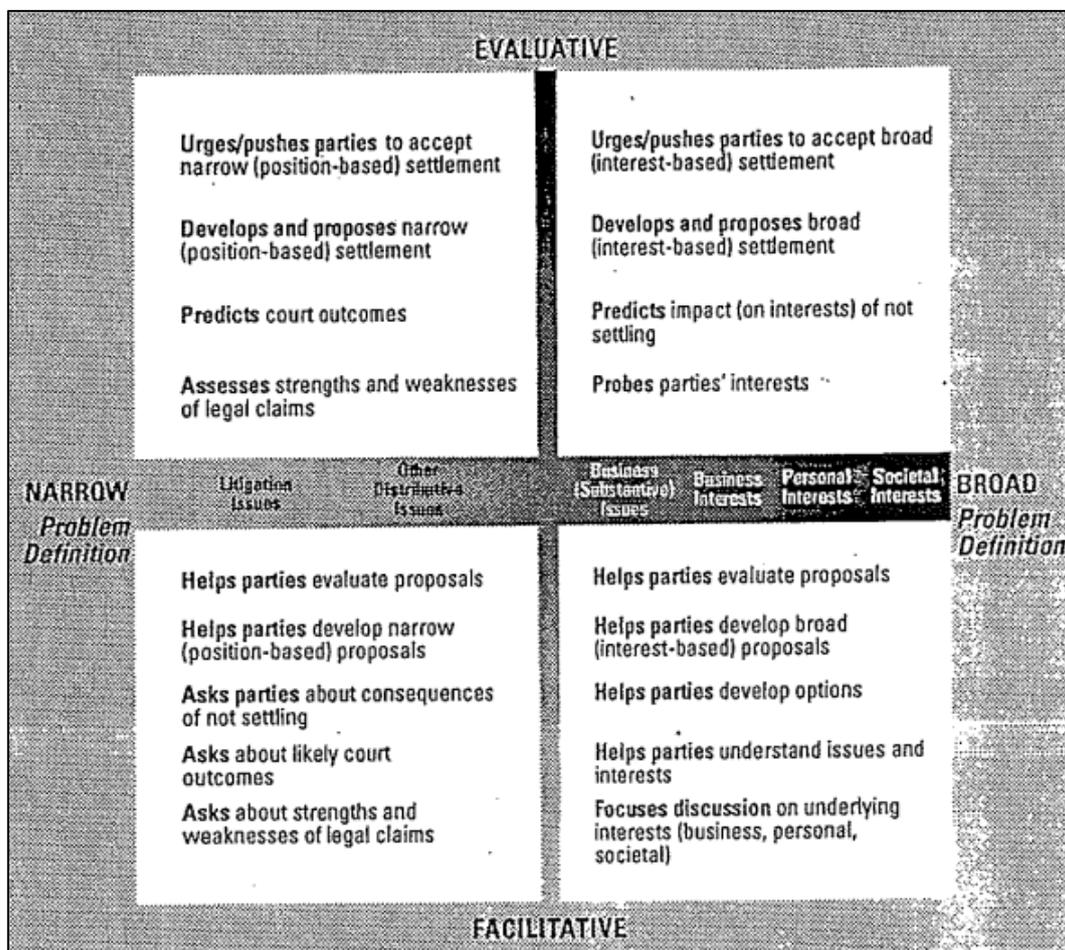 EVALUATIVE
Urges/pushes parties to accept
narrow (position-based) settlement
Develops and proposes narrow
(position-based) settlement
Predicts court outcomes
Assesses strengths and weaknesses
of legal claims
Urges/pushes parties to accept broad
(interest-based) settlement
Develops and proposes broad
(interest-based) settlement
Predicts impact (on interests) of not
settling
Probes parties' interests
NARROW
Problem
Definition
Litigation
Issues
Other
Distributive
Issues
Business
(Substantive)
Issues
Business
Interests
Personal
Interests
Societal
Interests
BROAD
Problem
Definition
Helps parties evaluate proposals
Helps parties develop narrow
(position-based) proposals
Asks parties about consequences
of not settling
Asks about likely court
outcomes
Asks about strengths and
weaknesses of legal claims
Helps parties evaluate proposals
Helps parties develop broad
(interest-based) proposals
Helps parties develop options
Helps parties understand issues and
interests
Focuses discussion on underlying
interests (business, personal,
societal)
FACILITATIVE